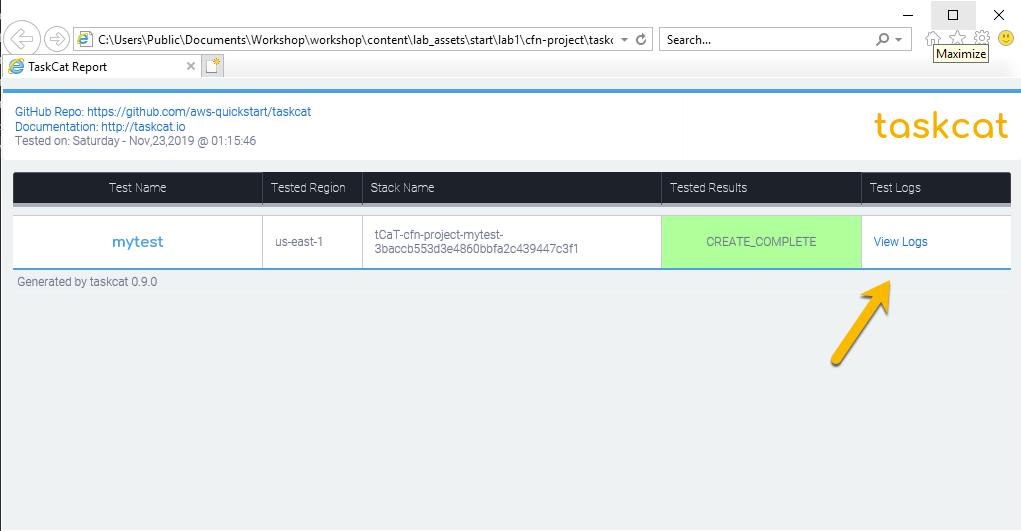 C:\Users\Public\Documents\Workshop\workshop\content\lab_assets\start\lab1\cfn-project\taskc
Search...
TaskCat Report
Maximize
GitHub Repo: https://github.com/aws-quickstart/taskcat
Documentation: http://taskcat.io
Tested on: Saturday - Nov,23,2019 @ 01:15:46
taskcat
Test Name Tested Region Stack Name Tested Results Test Logs
mytest us-east-1 tCaT-cfn-project-mytest-
3baccb553d3e4860bbfa2c439447c3f1 CREATE_COMPLETE View Logs
Generated by taskcat 0.9.0